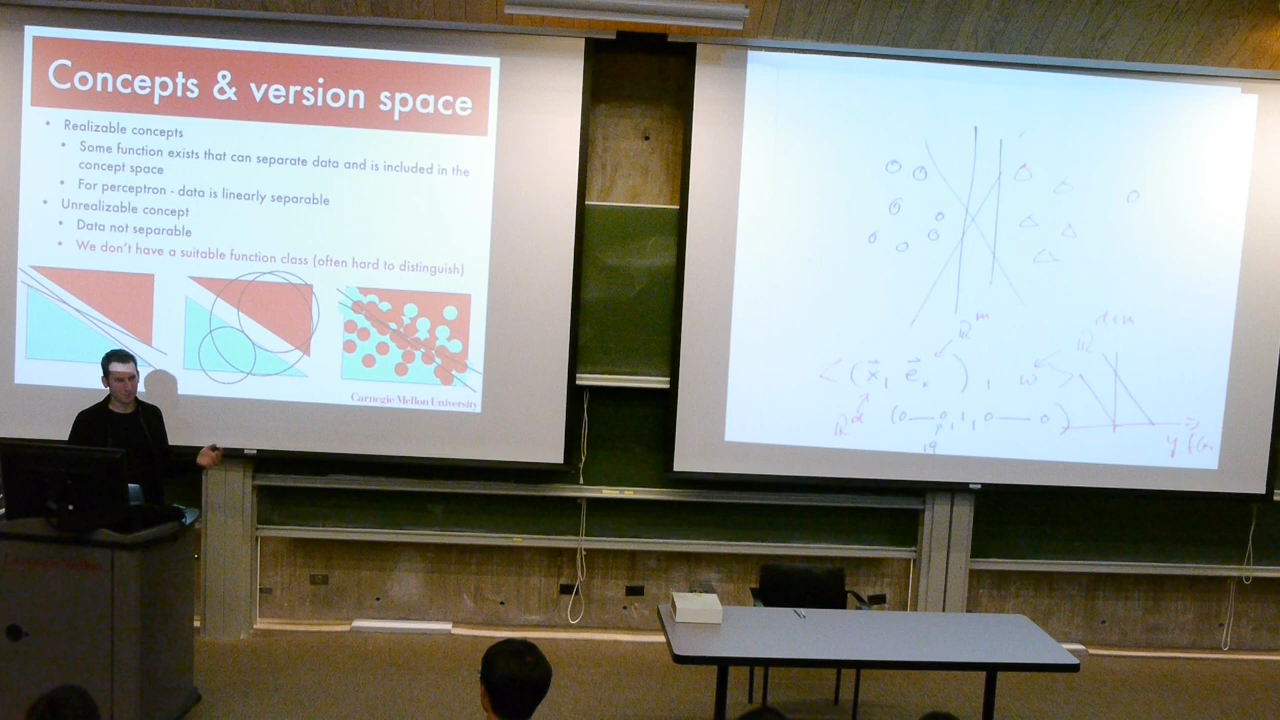 Concepts & version space
• Realizable concepts
• Some function exists that can separate data and is included in the
concept space
• For perceptron - data is linearly separable
• Unrealizable concept
• Data not separable
• We don't have a suitable function class (often hard to distinguish)
Carnegie Mellon University
Carnegie Mellon